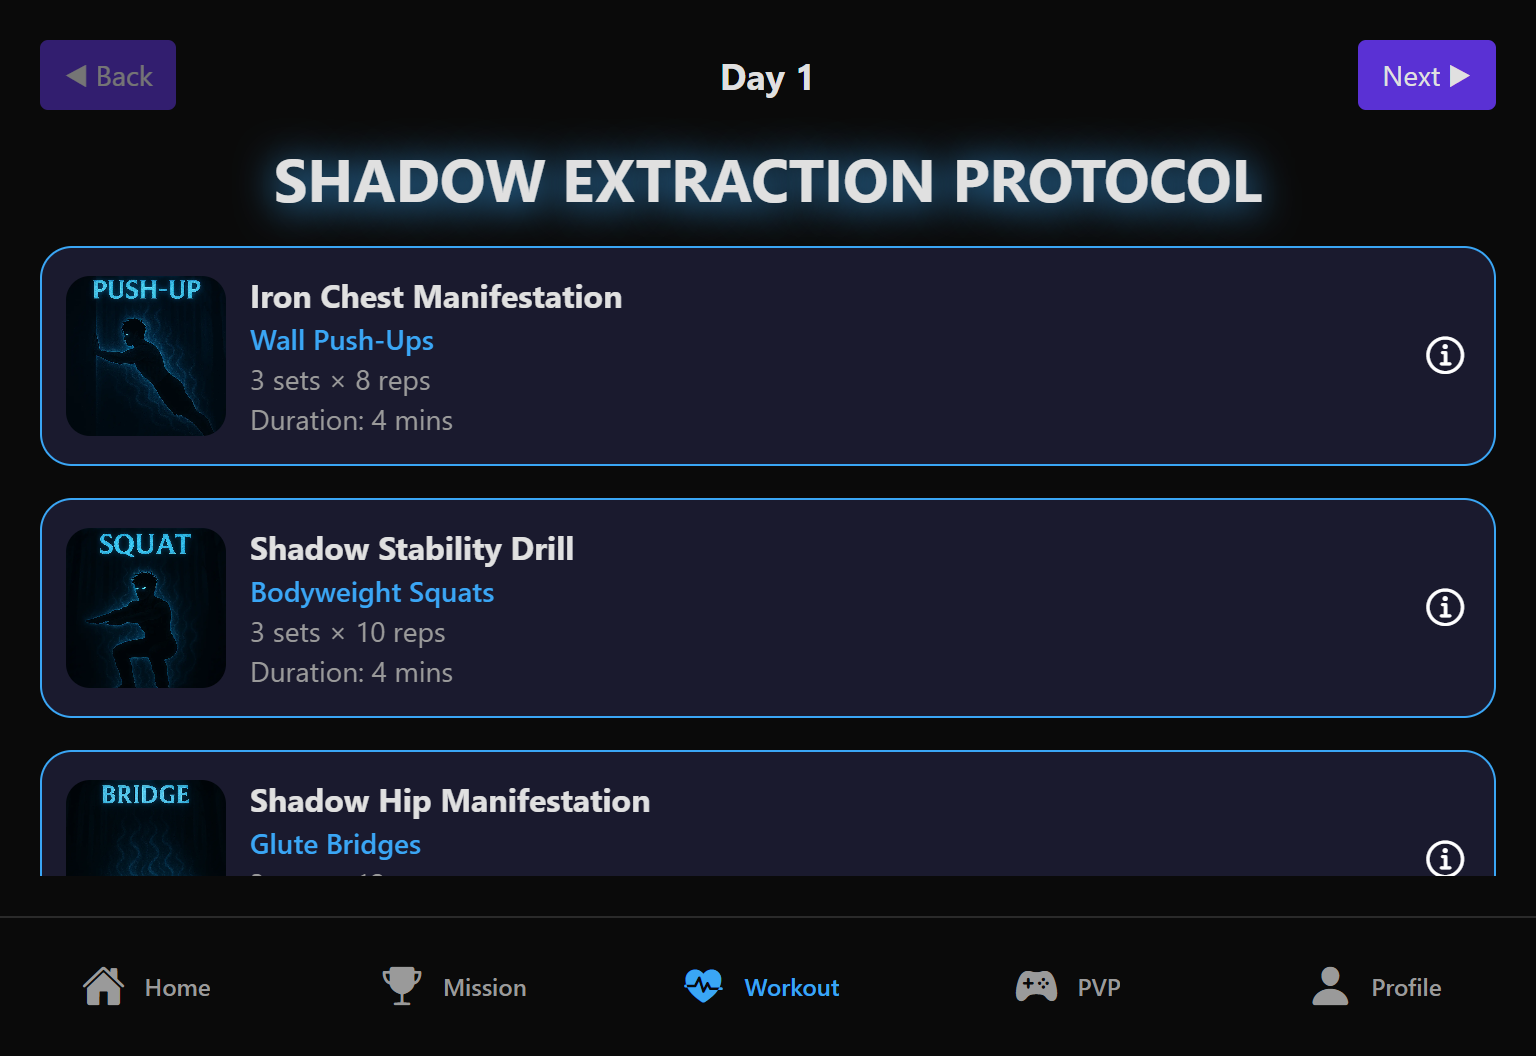 ◀ Back
Day 1
Next ▶
SHADOW EXTRACTION PROTOCOL
PUSH-UP
Iron Chest Manifestation
Wall Push-Ups
3 sets × 8 reps
Duration: 4 mins
SQUAT
Shadow Stability Drill
Bodyweight Squats
3 sets × 10 reps
Duration: 4 mins
BRIDGE
Shadow Hip Manifestation
Glute Bridges
Home
Mission
Workout
PVP
Profile